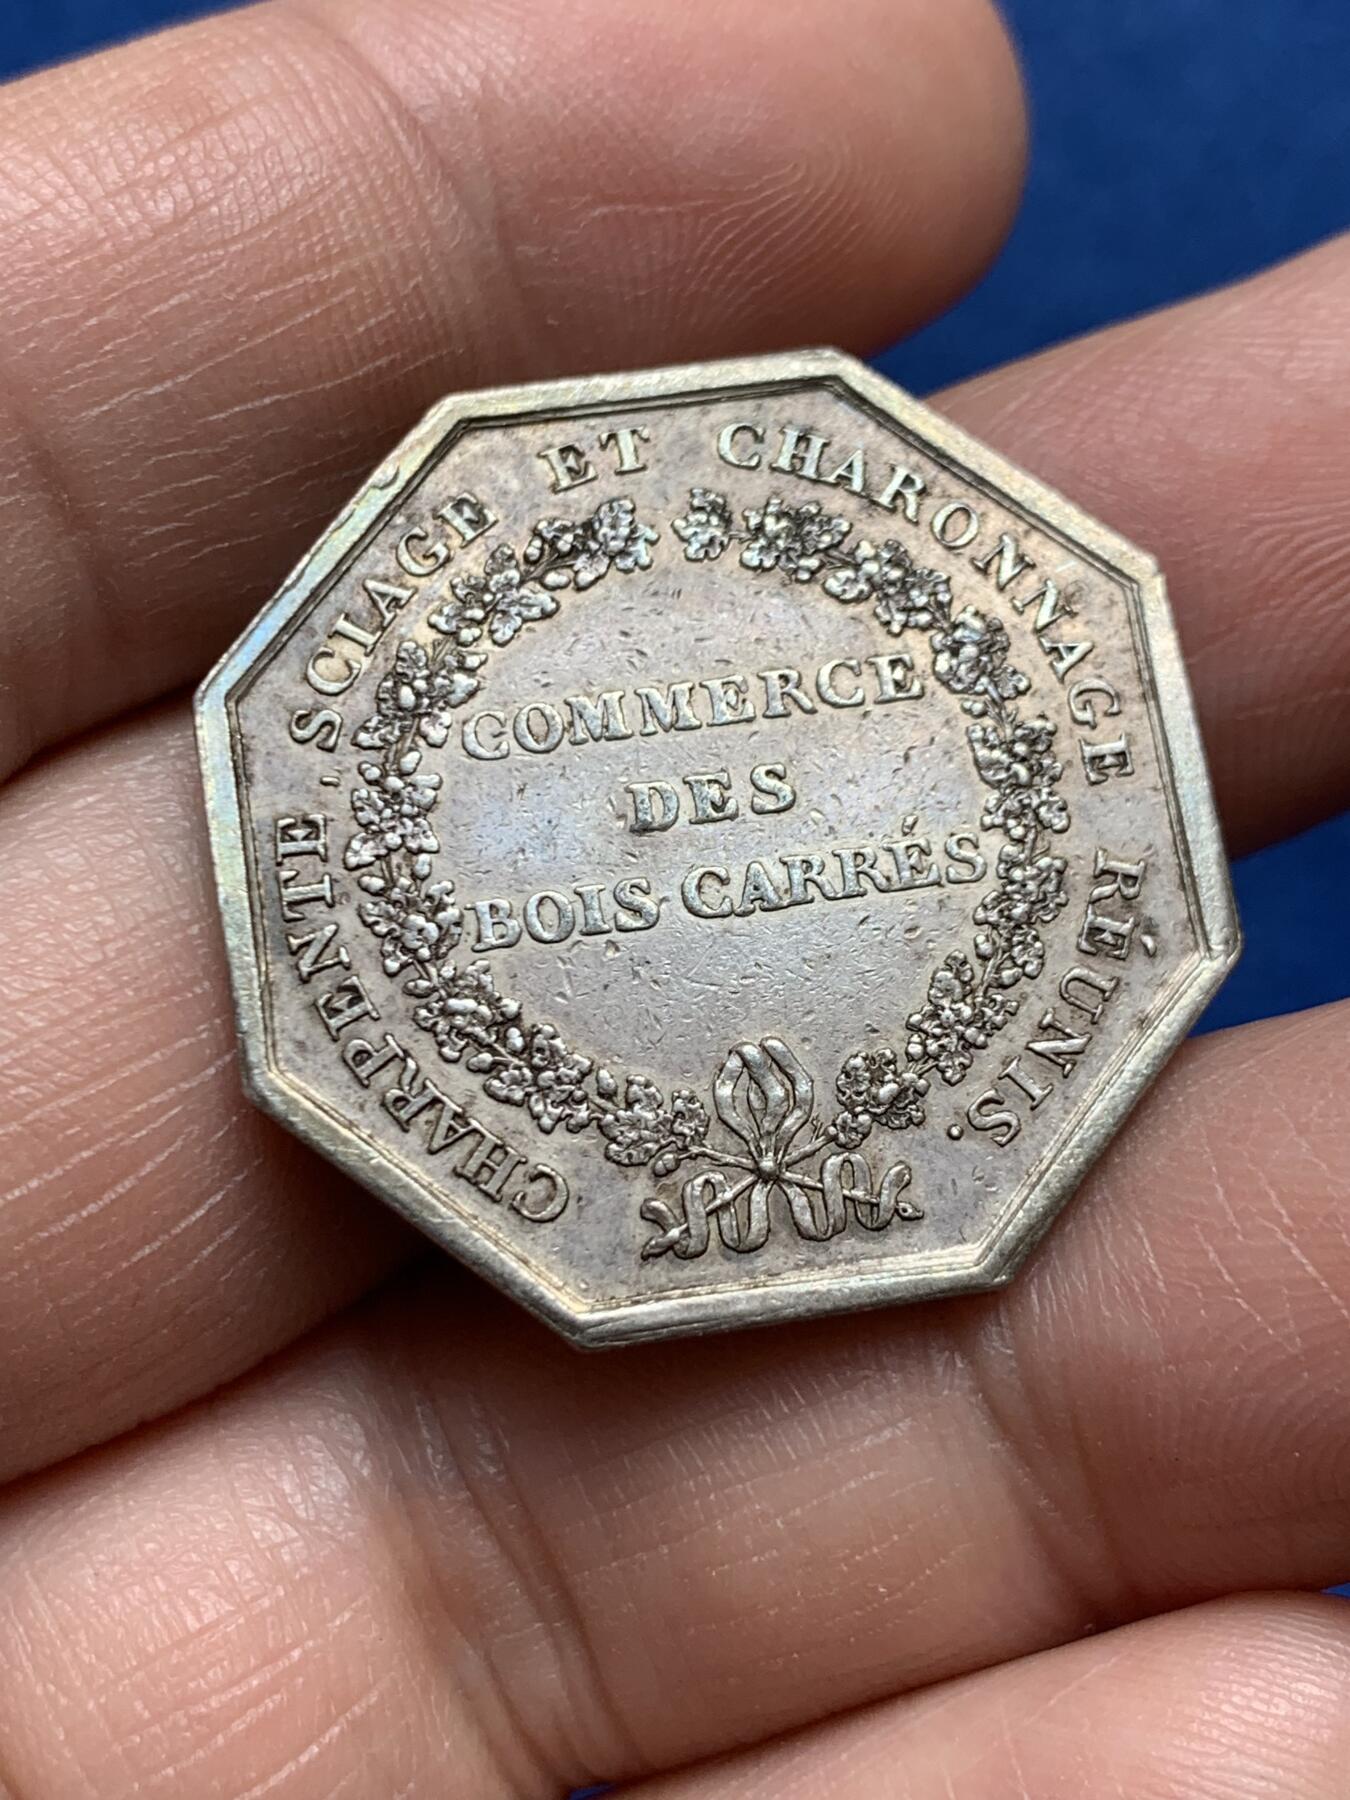 CHARPENTE, SCIAGE ET CHARONNAGE RÉUNIS.
COMMERCE
DES
BOIS CARRÉS